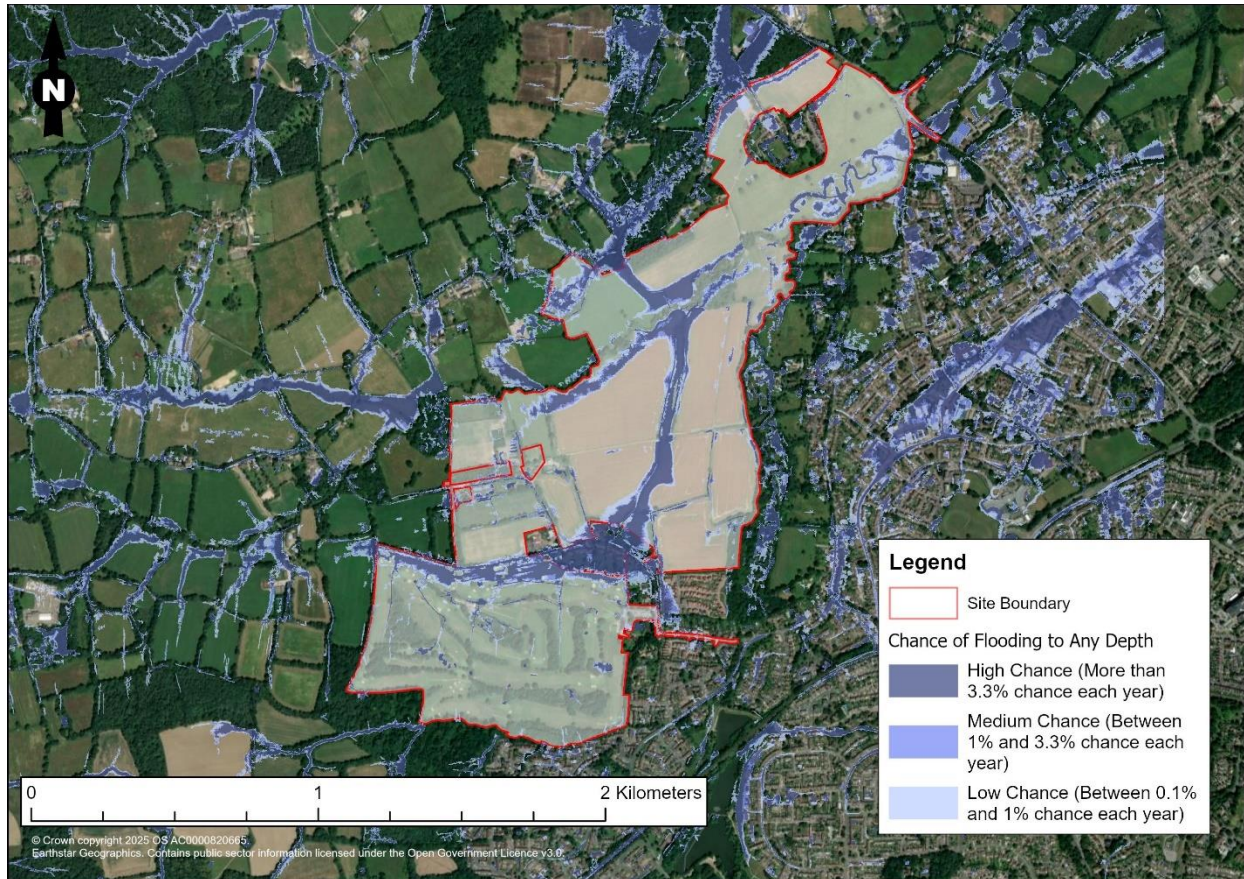 N
Legend
Site Boundary
Chance of Flooding to Any Depth
High Chance (More than
3.3% chance each year)
Medium Chance (Between
1% and 3.3% chance each
year)
Low Chance (Between 0.1%
and 1% chance each year)
0 1 2 Kilometers
© Crown copyright 2025 OS AC0000820665.
Earthstar Geographics. Contains public sector information licensed under the Open Government Licence v3.0.